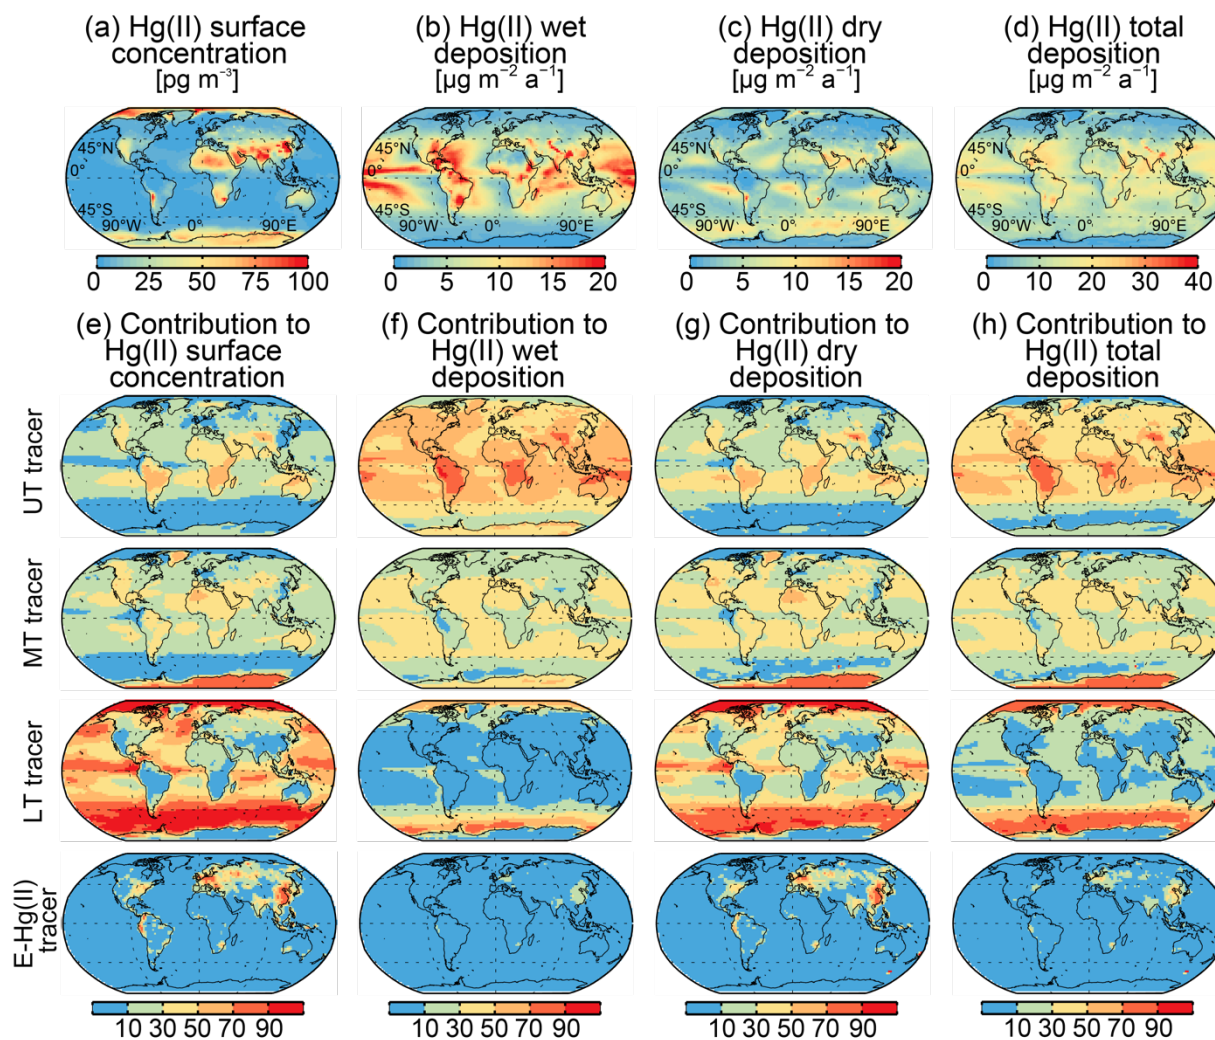 (a) Hg(II) surface
concentration
[pg m⁻³]
(b) Hg(II) wet
deposition
[µg m⁻² a⁻¹]
(c) Hg(II) dry
deposition
[µg m⁻² a⁻¹]
(d) Hg(II) total
deposition
[µg m⁻² a⁻¹]
45°N
0°
45°S
90°W 0° 90°E
45°N
0°
45°S
90°W 0° 90°E
45°N
0°
45°S
90°W 0° 90°E
45°N
0°
45°S
90°W 0° 90°E
0 25 50 75 100
0 5 10 15 20
0 5 10 15 20
0 10 20 30 40
(e) Contribution to
Hg(II) surface
concentration
(f) Contribution to
Hg(II) wet
deposition
(g) Contribution to
Hg(II) dry
deposition
(h) Contribution to
Hg(II) total
deposition
UT tracer
MT tracer
LT tracer
E-Hg(II)
tracer
10 30 50 70 90
10 30 50 70 90
10 30 50 70 90
10 30 50 70 90